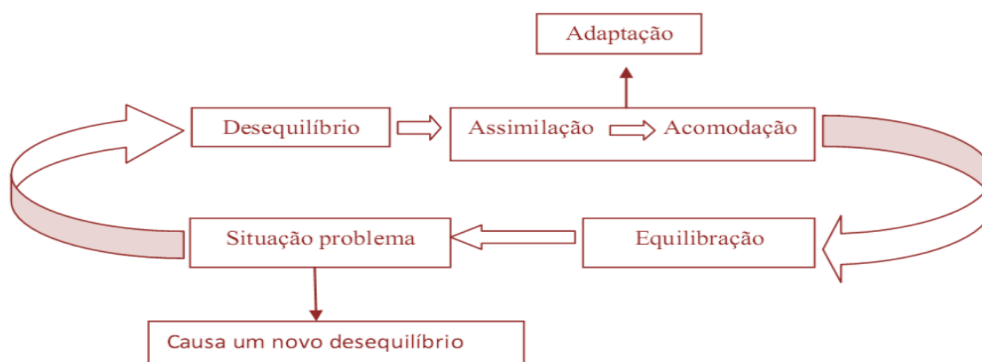 Adaptação
Desequilíbrio
Assimilação
Acomodação
Situação problema
Equilibração
Causa um novo desequilíbrio